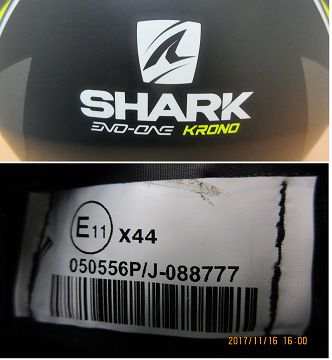 SHARK
EVO-ONE KRONO
E11 X44
050556P/J-088777
2017/11/16 16:00